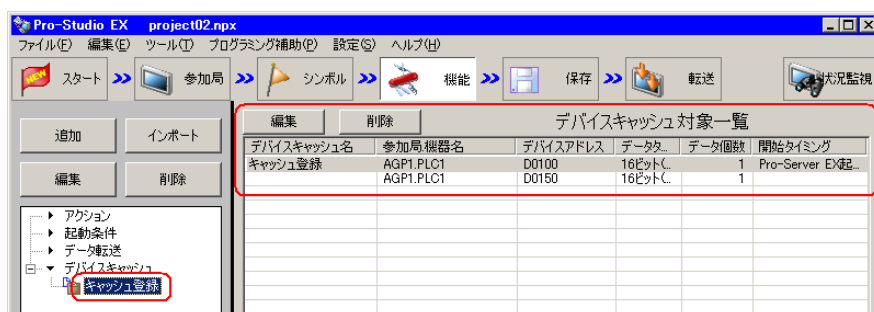 Pro-Studio EX project02.npx
ファイル(F) 編集(E) ツール(T) プログラミング補助(P) 設定(S) ヘルプ(H)
スタート >> 参加局 >> シンボル >> 機能 >> 保存 >> 転送 状況監視
追加 インポート
編集 削除
アクション
起動条件
データ転送
デバイスキャッシュ
キャッシュ登録
編集 削除 デバイスキャッシュ対象一覧
デバイスキャッシュ名 参加局.機器名 デバイスアドレス データタ... データ個数 開始タイミング
キャッシュ登録 AGP1.PLC1 D0100 16ビット(... 1 Pro-Server EX起...
AGP1.PLC1 D0150 16ビット(... 1